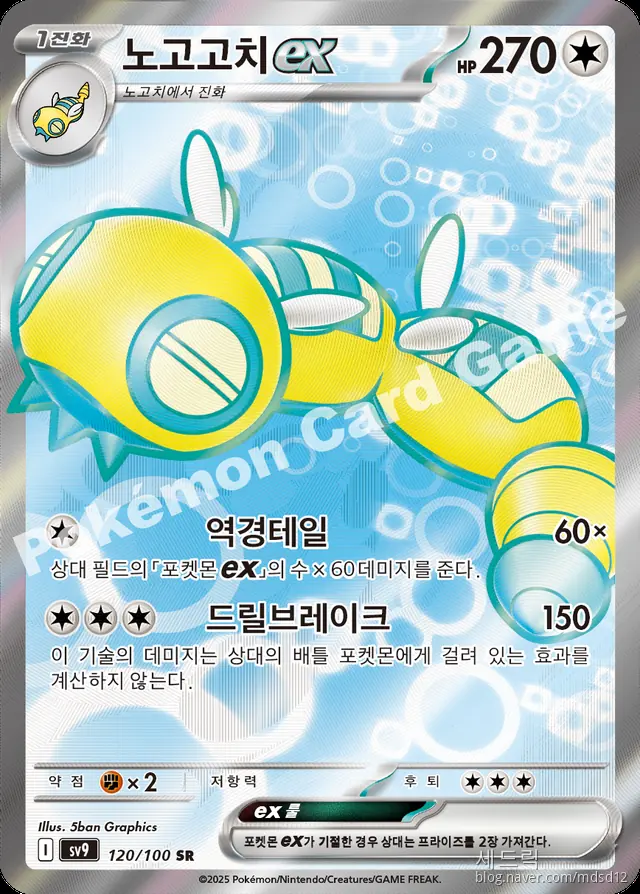 1진화
노고고치 ex
HP 270
노고치에서 진화
Pokémon Card Game
역경테일 60×
상대 필드의 「포켓몬 ex」의 수×60데미지를 준다.
드릴브레이크 150
이 기술의 데미지는 상대의 배틀 포켓몬에게 걸려 있는 효과를
계산하지 않는다.
약점 ×2 저항력 후퇴
ex 룰
포켓몬 ex가 기절한 경우 상대는 프라이즈를 2장 가져간다.
Illus. 5ban Graphics
I sv9 120/100 SR
©2025 Pokémon/Nintendo/Creatures/GAME FREAK.
세드릭
blog.naver.com/mdsd12